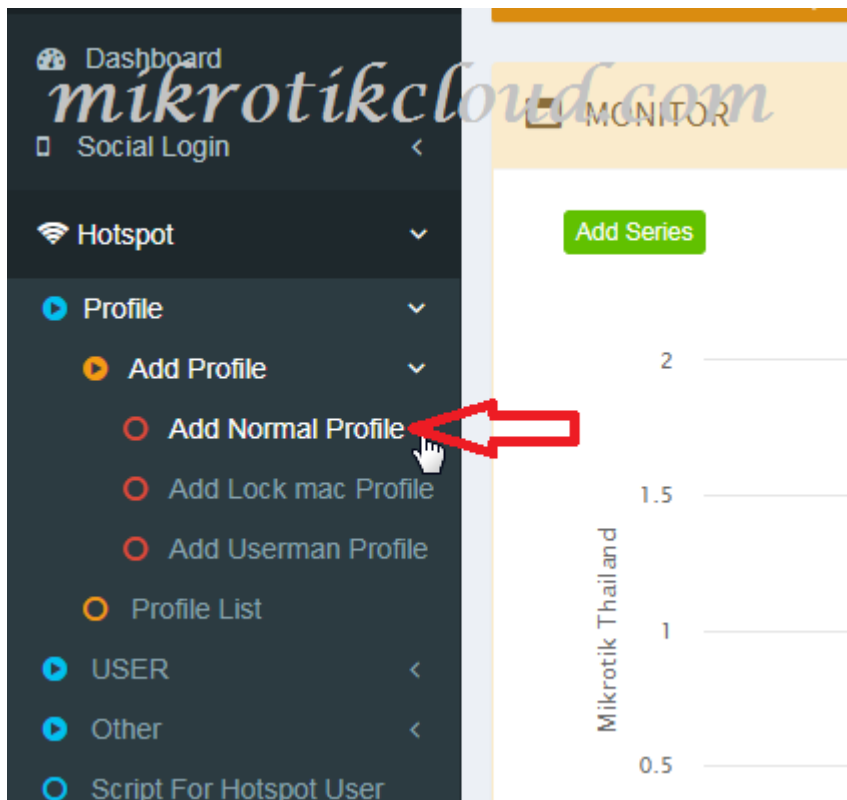 Dashboard
mikrotikcloud.com
MONITOR
Social Login
Hotspot
Add Series
Profile
Add Profile
2
Add Normal Profile
Add Lock mac Profile
1.5
Add Userman Profile
Mikrotik Thailand
Profile List
1
USER
Other
0.5
Script For Hotspot User